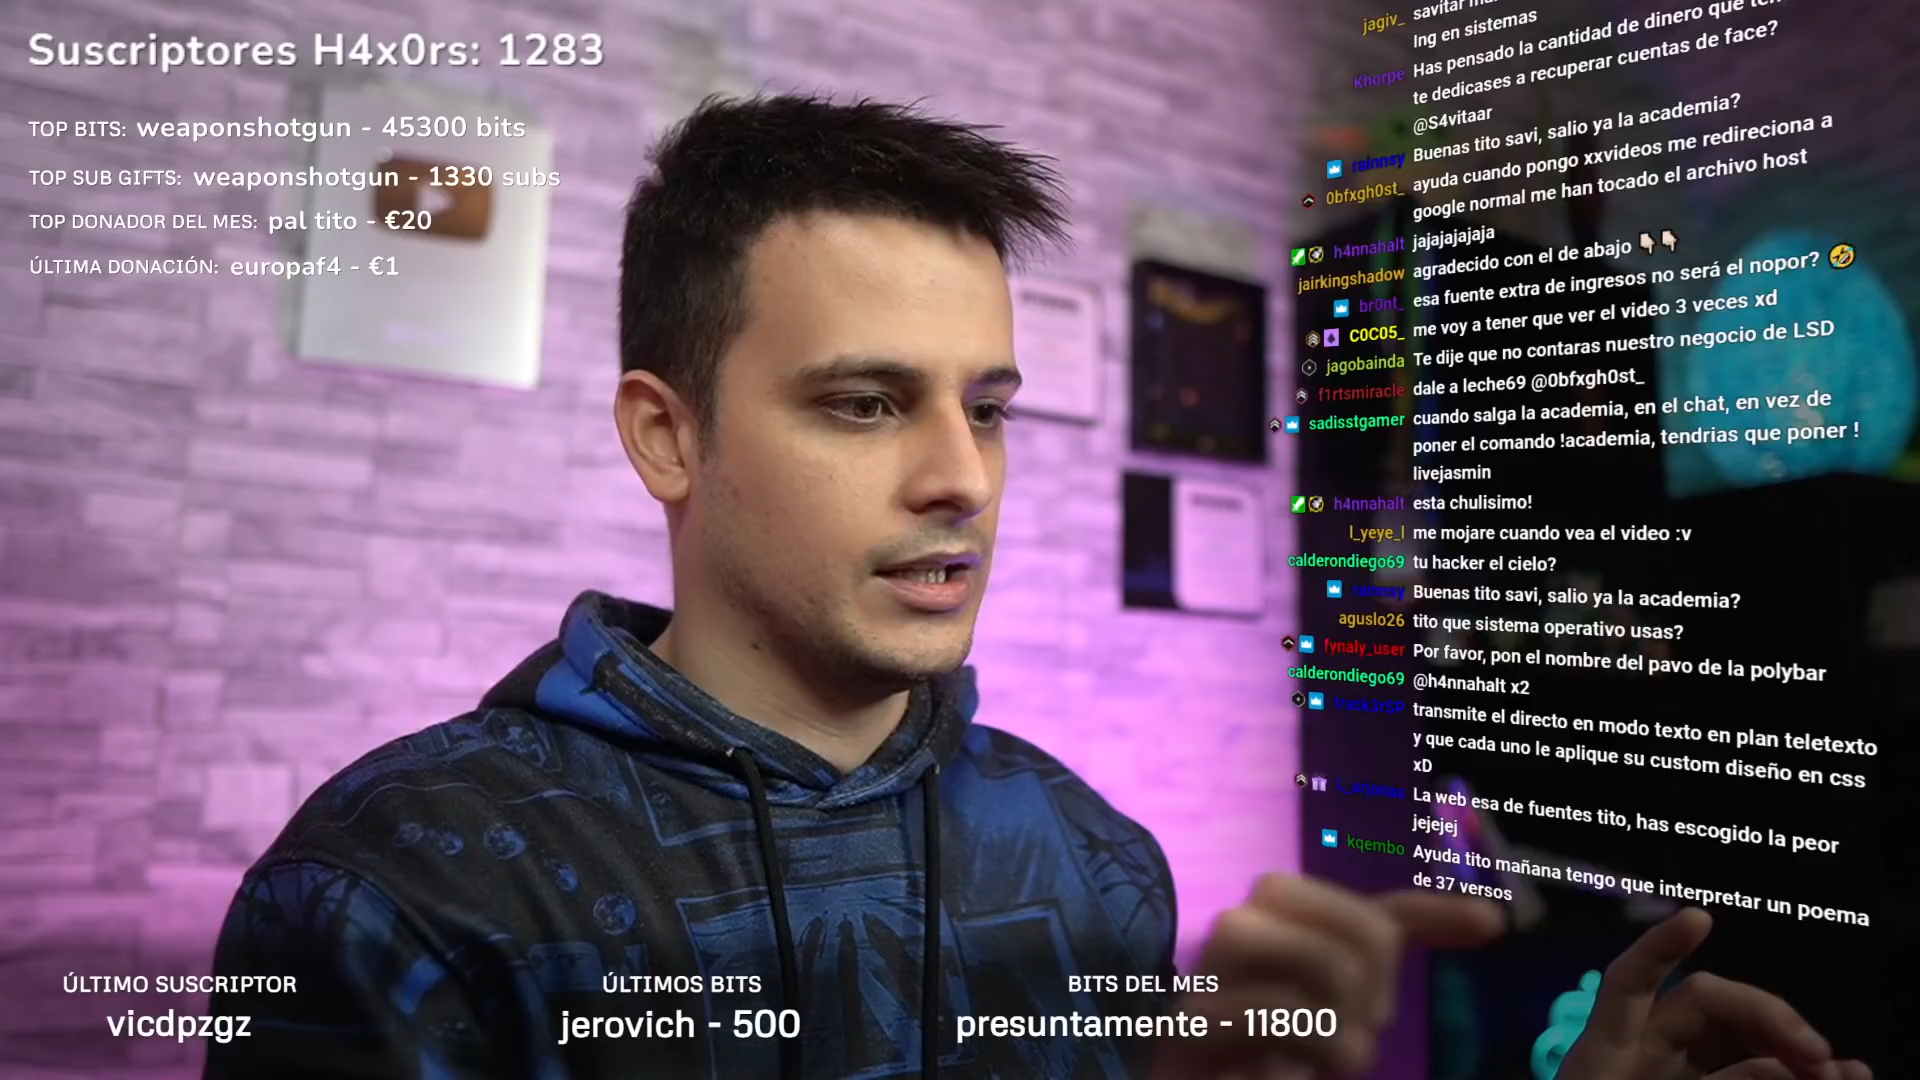 Suscriptores H4x0rs: 1283
TOP BITS: weaponshotgun - 45300 bits
TOP SUB GIFTS: weaponshotgun - 1330 subs
TOP DONADOR DEL MES: pal tito - €20
ÚLTIMA DONACIÓN: europaf4 - €1
jagiv_ savitar
Ing en sistemas
Khorpe Has pensado la cantidad de dinero que
te dedicases a recuperar cuentas de face?
@S4vitaar
rainnsy Buenas tito savi, salio ya la academia?
0bfxgh0st_ ayuda cuando pongo xxvideos me redireciona a
google normal me han tocado el archivo host
h4nnahalt jajajajajaja
jairkingshadow agradecido con el de abajo 👇🏻👇🏻
br0nt_ esa fuente extra de ingresos no será el nopor? 🤣
C0C05_ me voy a tener que ver el video 3 veces xd
jagobainda Te dije que no contaras nuestro negocio de LSD
f1rtsmiracle dale a leche69 @0bfxgh0st_
sadisstgamer cuando salga la academia, en el chat, en vez de
poner el comando !academia, tendrias que poner !
livejasmin
h4nnahalt esta chulisimo!
l_yeye_l me mojare cuando vea el video :v
calderondiego69 tu hacker el cielo?
rainnsy Buenas tito savi, salio ya la academia?
aguslo26 tito que sistema operativo usas?
fynaly_user Por favor, pon el nombre del pavo de la polybar
calderondiego69 @h4nnahalt x2
track3rSP transmite el directo en modo texto en plan teletexto
y que cada uno le aplique su custom diseño en css
xD
La web esa de fuentes tito, has escogido la peor
jejejej
kqembo Ayuda tito mañana tengo que interpretar un poema
de 37 versos
ÚLTIMO SUSCRIPTOR
vicdpzgz
ÚLTIMOS BITS
jerovich - 500
BITS DEL MES
presuntamente - 11800